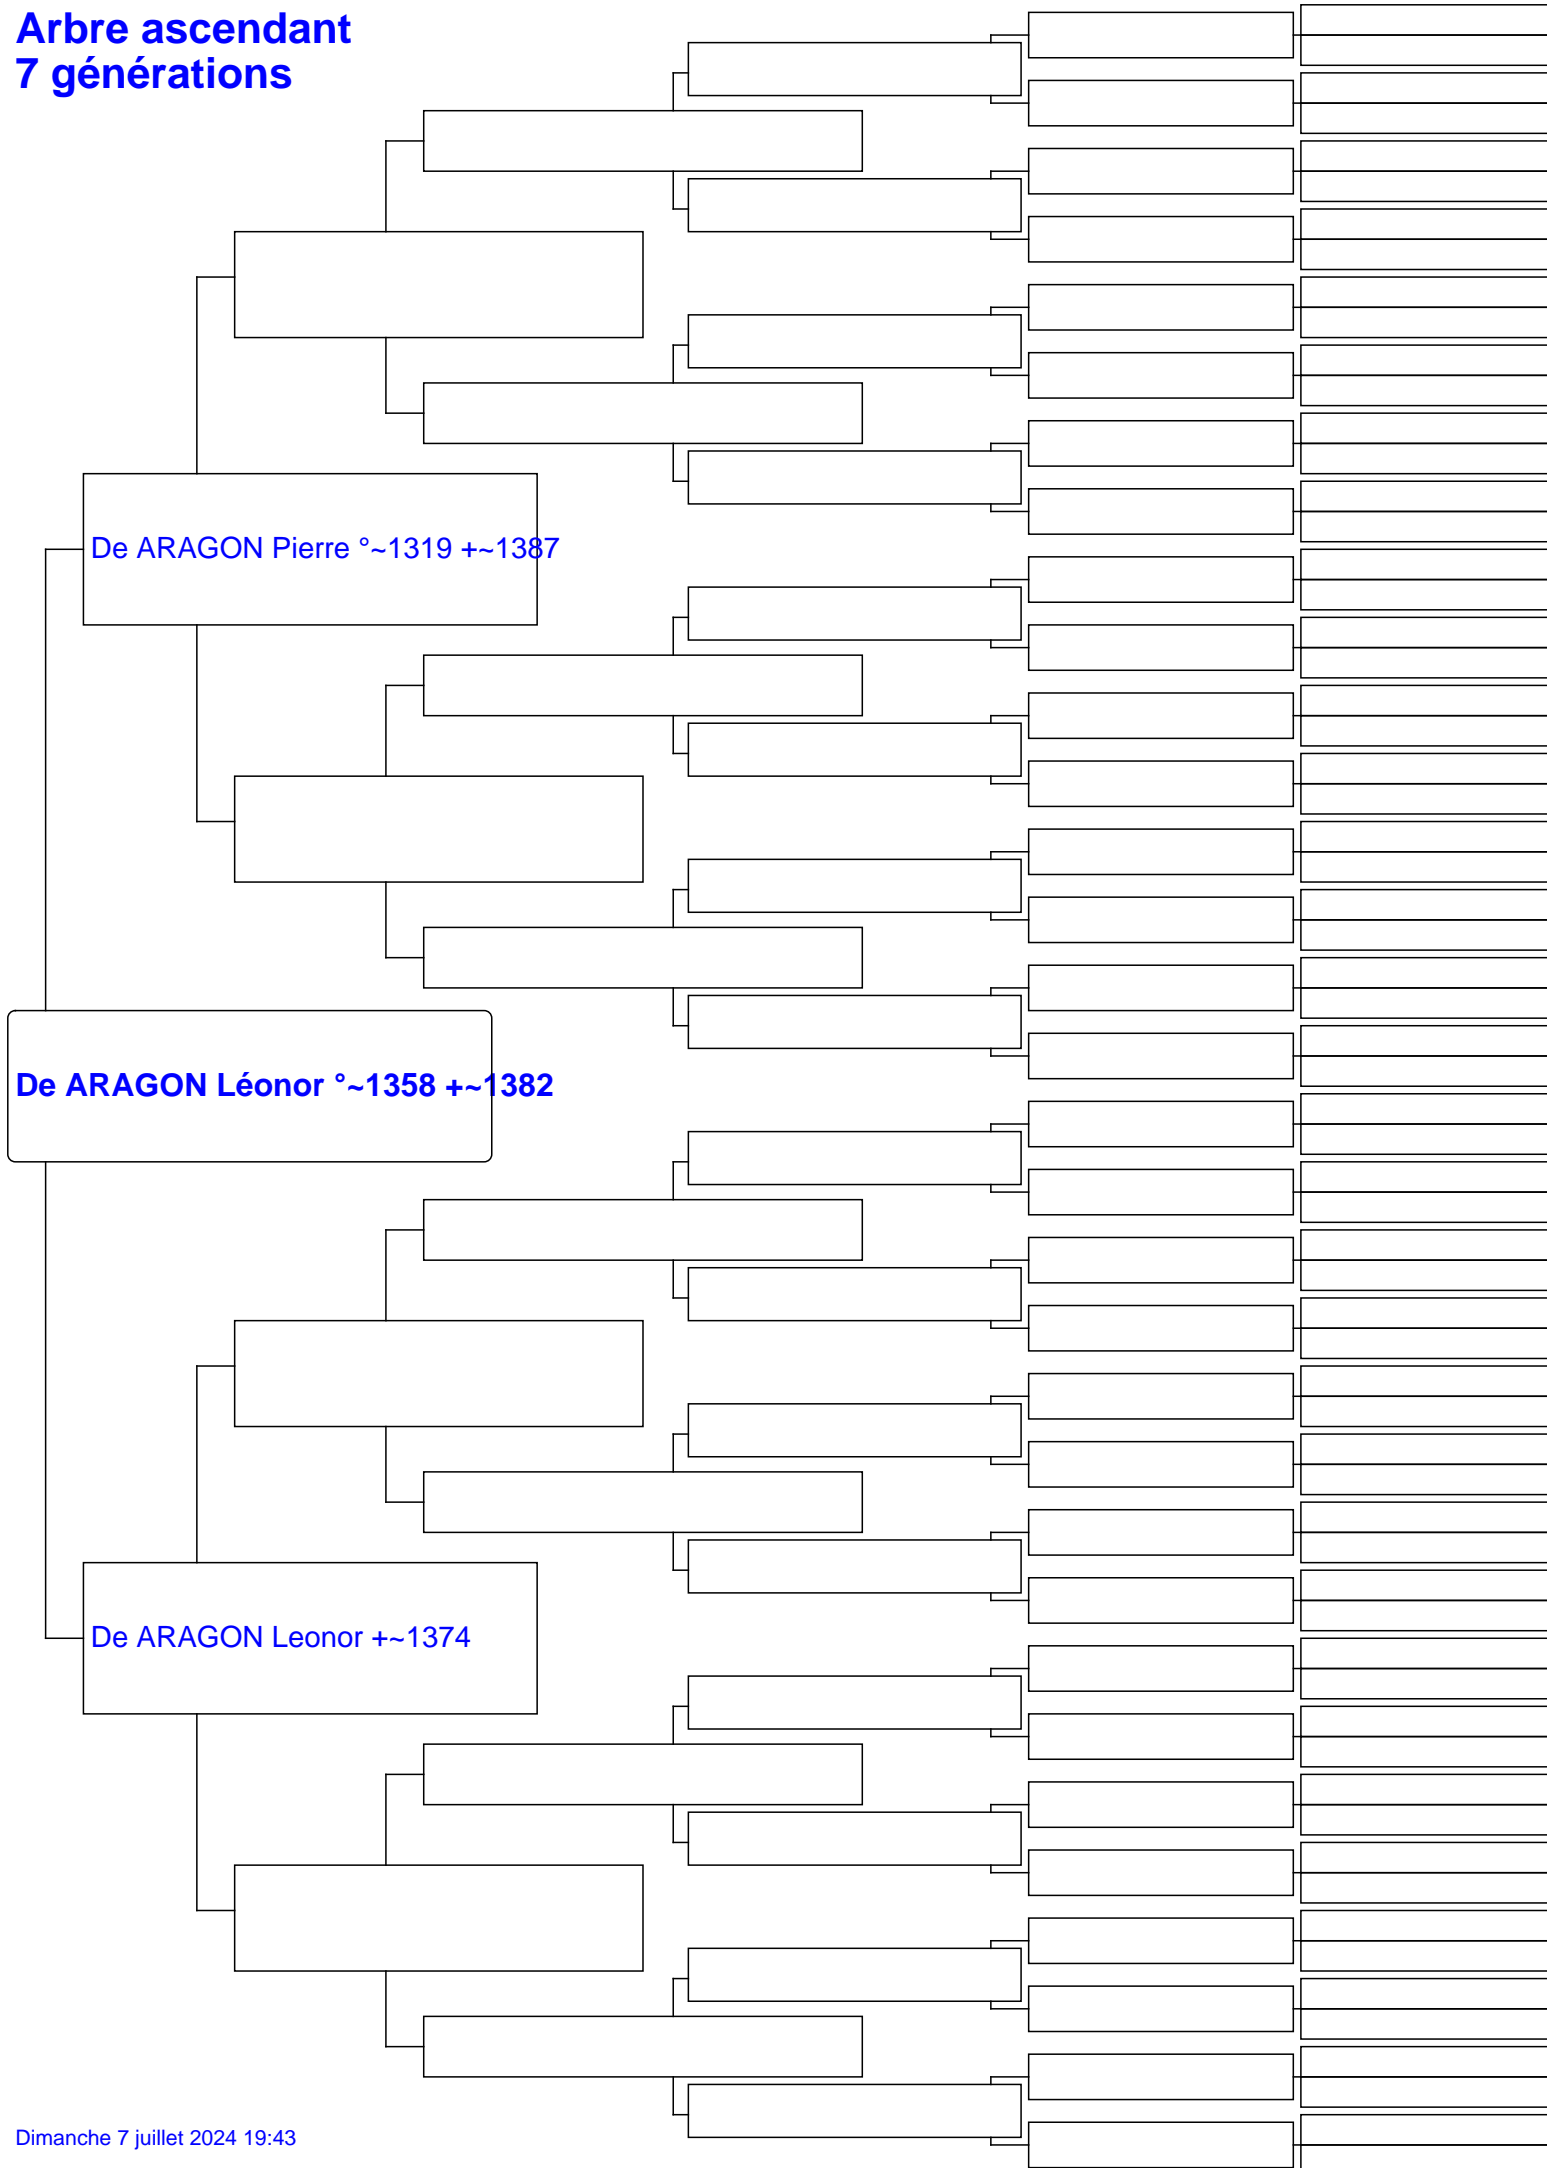 Arbre ascendant
7 générations
De ARAGON Pierre °~1319 +~1387
De ARAGON Léonor °~1358 +~1382
De ARAGON Leonor +~1374
Dimanche 7 juillet 2024 19:43